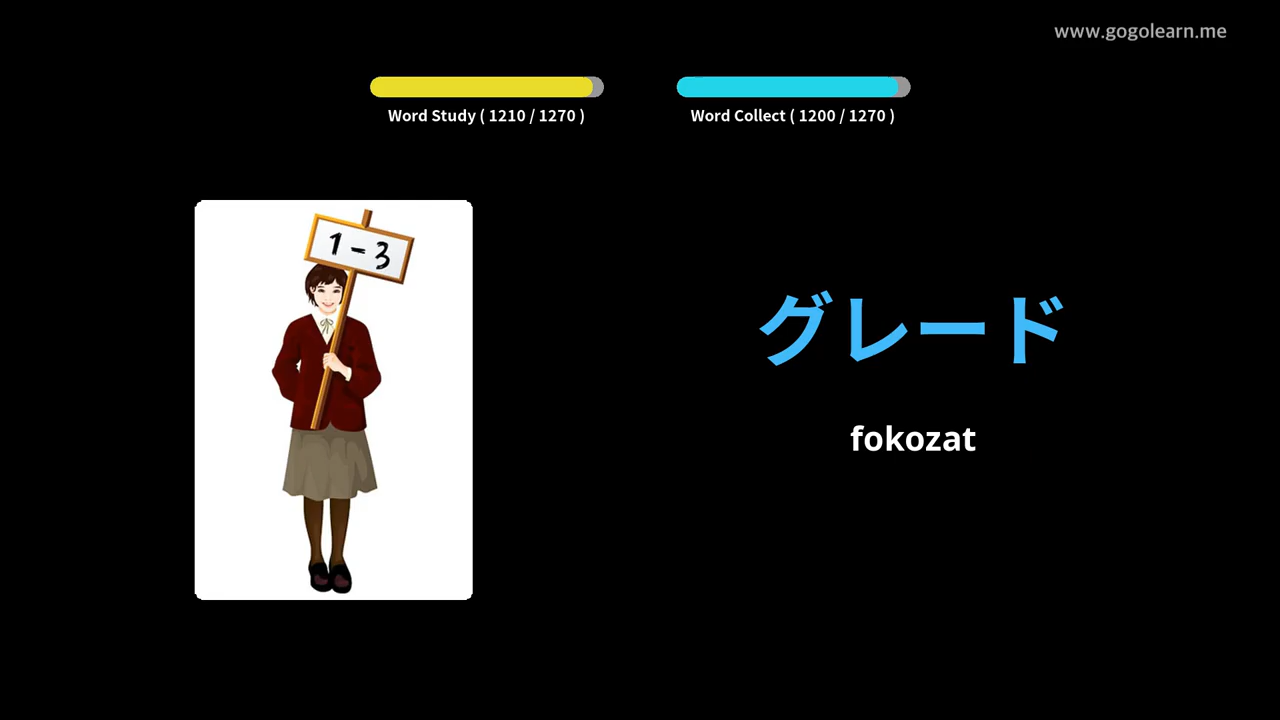 www.gogolearn.me
Word Study ( 1210 / 1270 )
Word Collect ( 1200 / 1270 )
1-3
グレード
fokozat